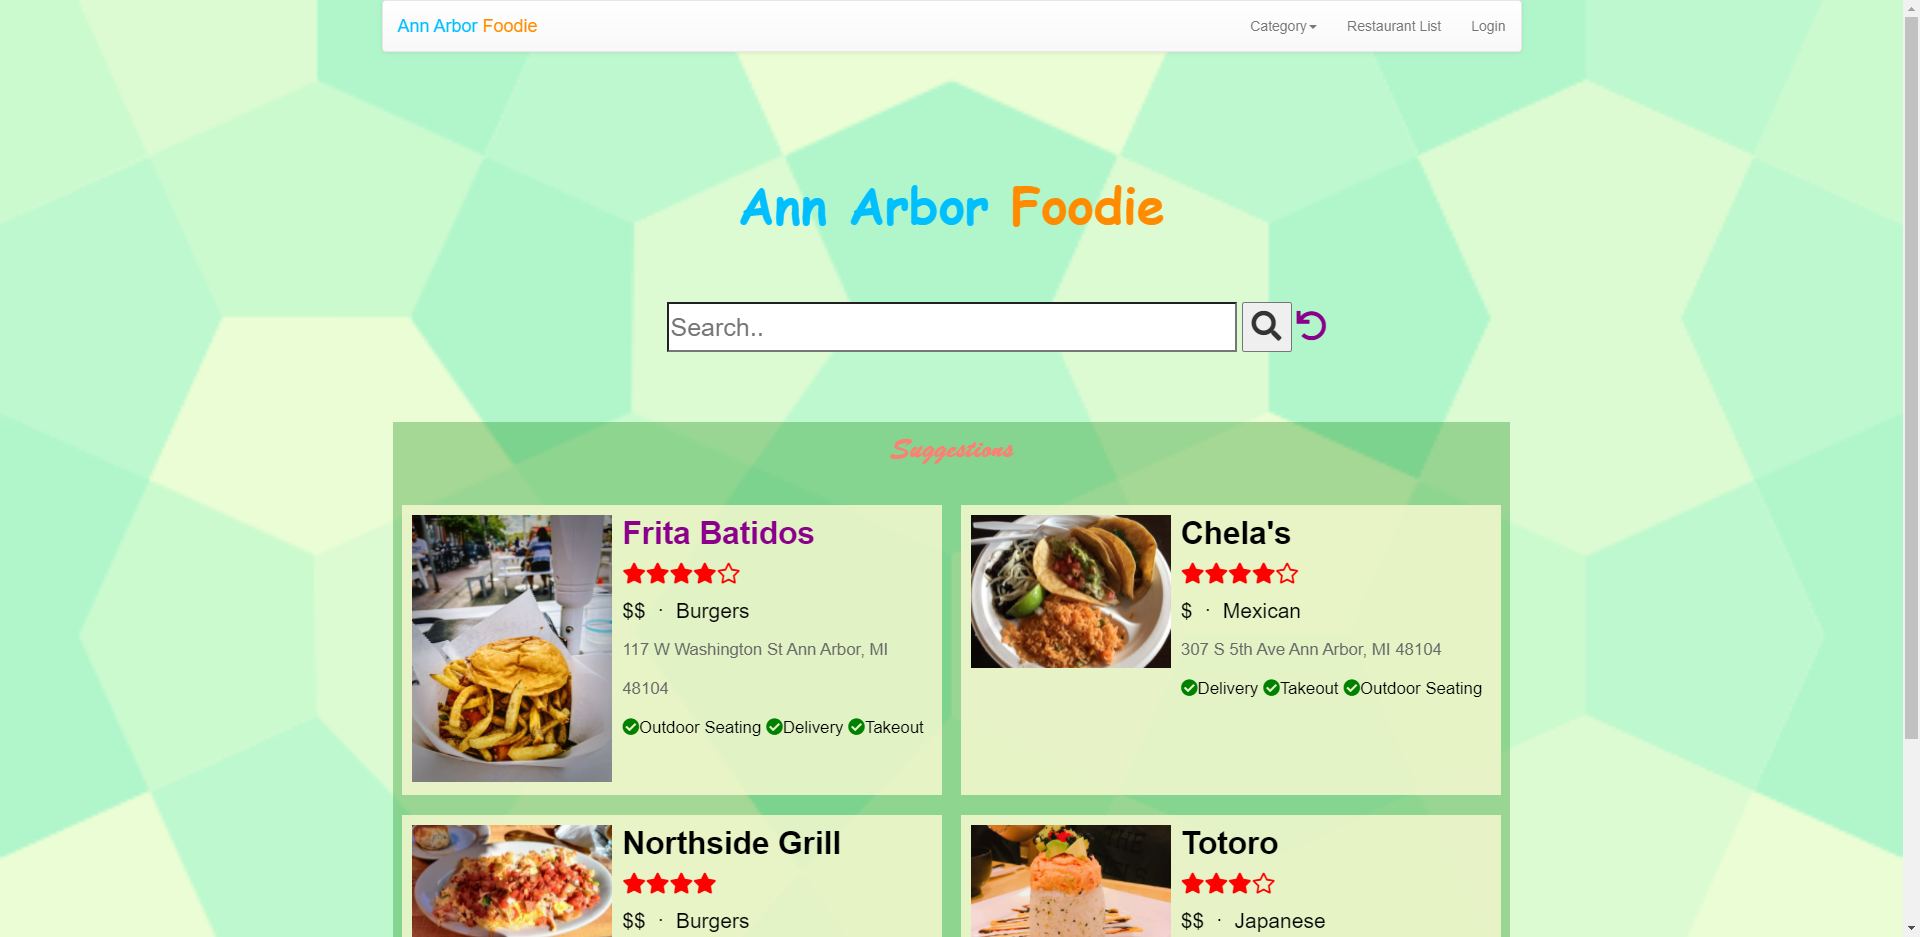 Ann Arbor Foodie
Category
Restaurant List
Login
Ann Arbor Foodie
Search..
Suggestions
Frita Batidos
$$ · Burgers
117 W Washington St Ann Arbor, MI
48104
Outdoor Seating Delivery Takeout
Chela's
$ · Mexican
307 S 5th Ave Ann Arbor, MI 48104
Delivery Takeout Outdoor Seating
Northside Grill
$$ · Burgers
Totoro
$$ · Japanese